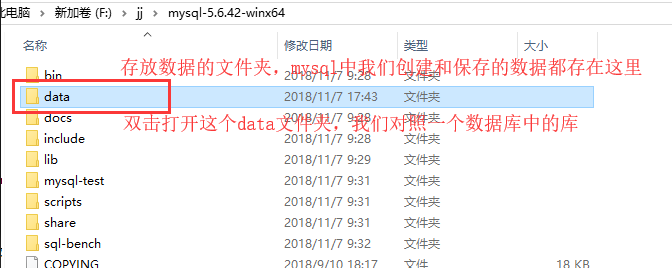 此电脑 › 新加卷 (F:) › jj › mysql-5.6.42-winx64
名称 修改日期 类型 大小
bin 2018/11/7 9:28 文件夹
存放数据的文件夹，mysql中我们创建和保存的数据都存在这里
data 2018/11/7 17:43 文件夹
docs 2018/11/7 9:28 文件夹
双击打开这个data文件夹，我们对照一个数据库中的库
include 2018/11/7 9:28 文件夹
lib 2018/11/7 9:29 文件夹
mysql-test 2018/11/7 9:31 文件夹
scripts 2018/11/7 9:31 文件夹
share 2018/11/7 9:31 文件夹
sql-bench 2018/11/7 9:32 文件夹
COPYING 2018/9/10 18:17 文件 18 KB